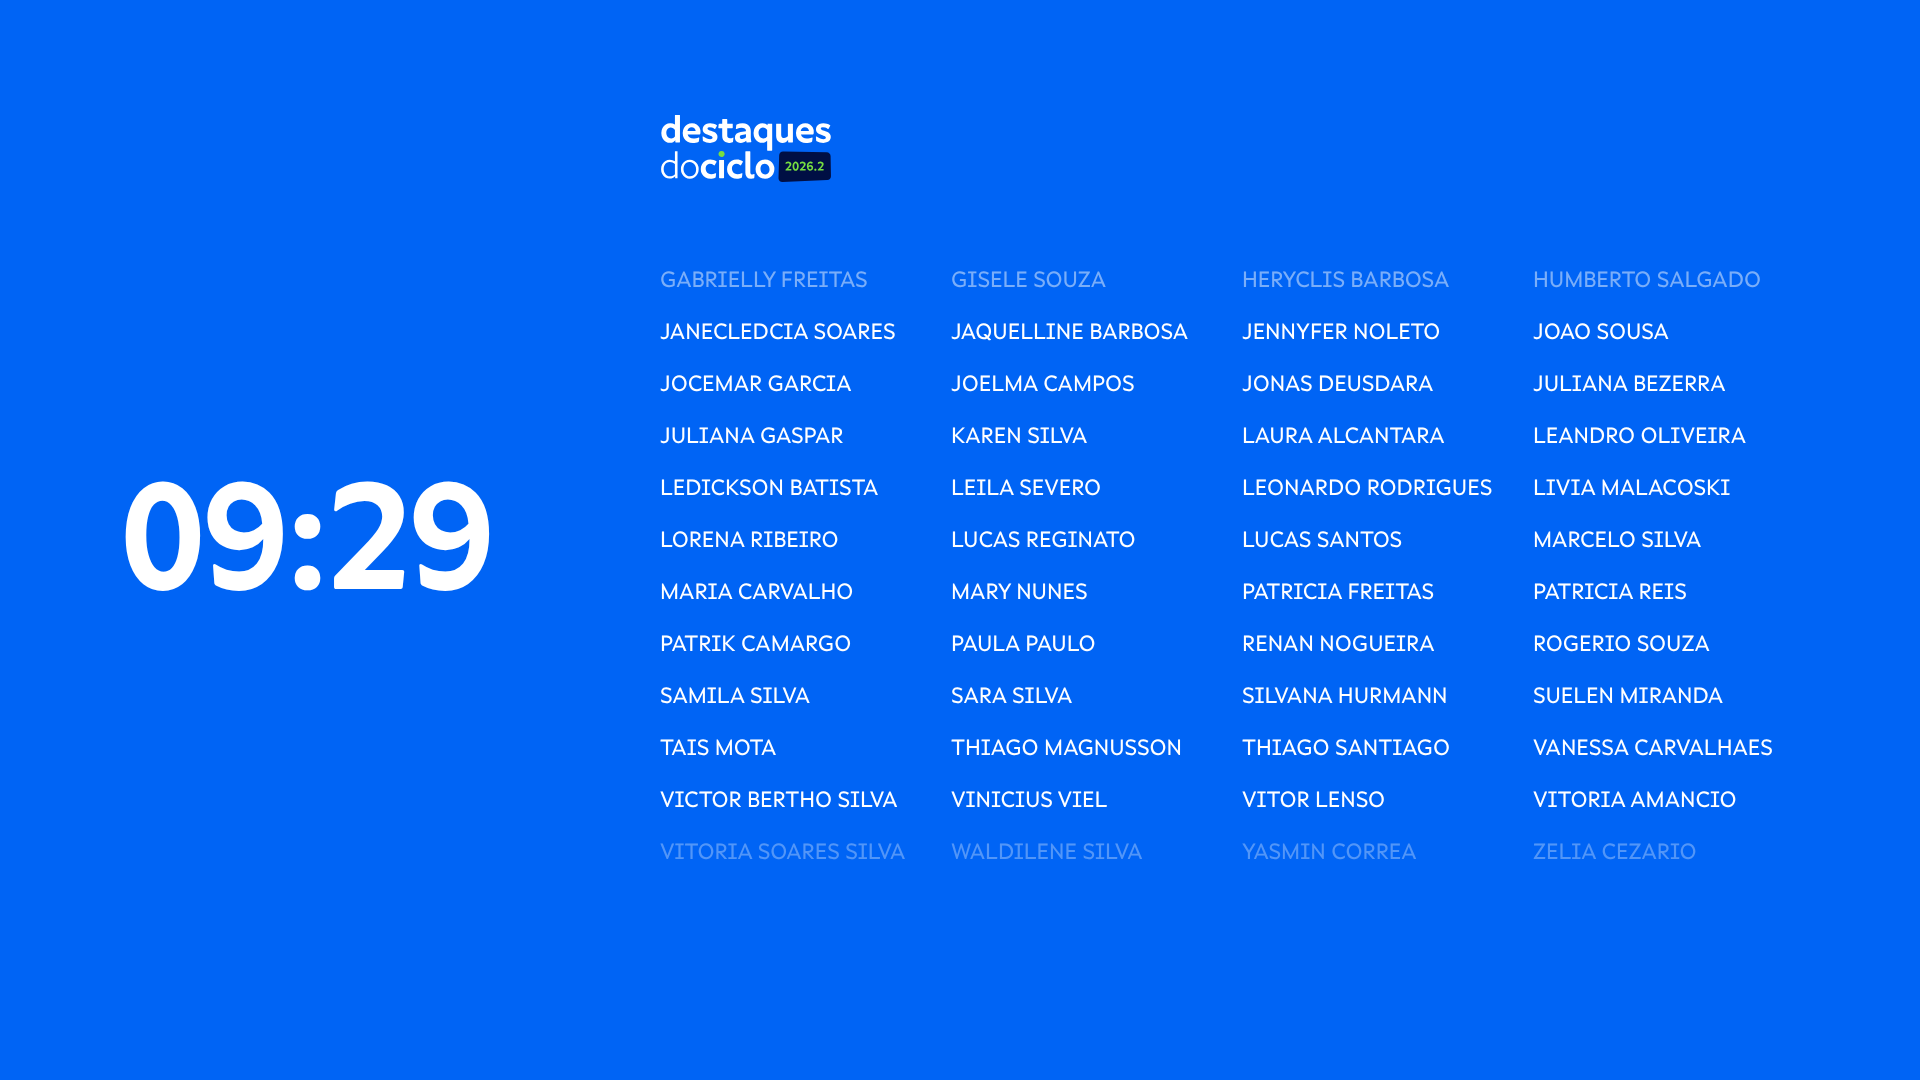 destaques
dociclo 2026.2
GABRIELLY FREITAS GISELE SOUZA HERYCLIS BARBOSA HUMBERTO SALGADO
JANECLEDCIA SOARES JAQUELLINE BARBOSA JENNYFER NOLETO JOAO SOUSA
JOCEMAR GARCIA JOELMA CAMPOS JONAS DEUSDARA JULIANA BEZERRA
JULIANA GASPAR KAREN SILVA LAURA ALCANTARA LEANDRO OLIVEIRA
LEDICKSON BATISTA LEILA SEVERO LEONARDO RODRIGUES LIVIA MALACOSKI
09:29
LORENA RIBEIRO LUCAS REGINATO LUCAS SANTOS MARCELO SILVA
MARIA CARVALHO MARY NUNES PATRICIA FREITAS PATRICIA REIS
PATRIK CAMARGO PAULA PAULO RENAN NOGUEIRA ROGERIO SOUZA
SAMILA SILVA SARA SILVA SILVANA HURMANN SUELEN MIRANDA
TAIS MOTA THIAGO MAGNUSSON THIAGO SANTIAGO VANESSA CARVALHAES
VICTOR BERTHO SILVA VINICIUS VIEL VITOR LENSO VITORIA AMANCIO
VITORIA SOARES SILVA WALDILENE SILVA YASMIN CORREA ZELIA CEZARIO